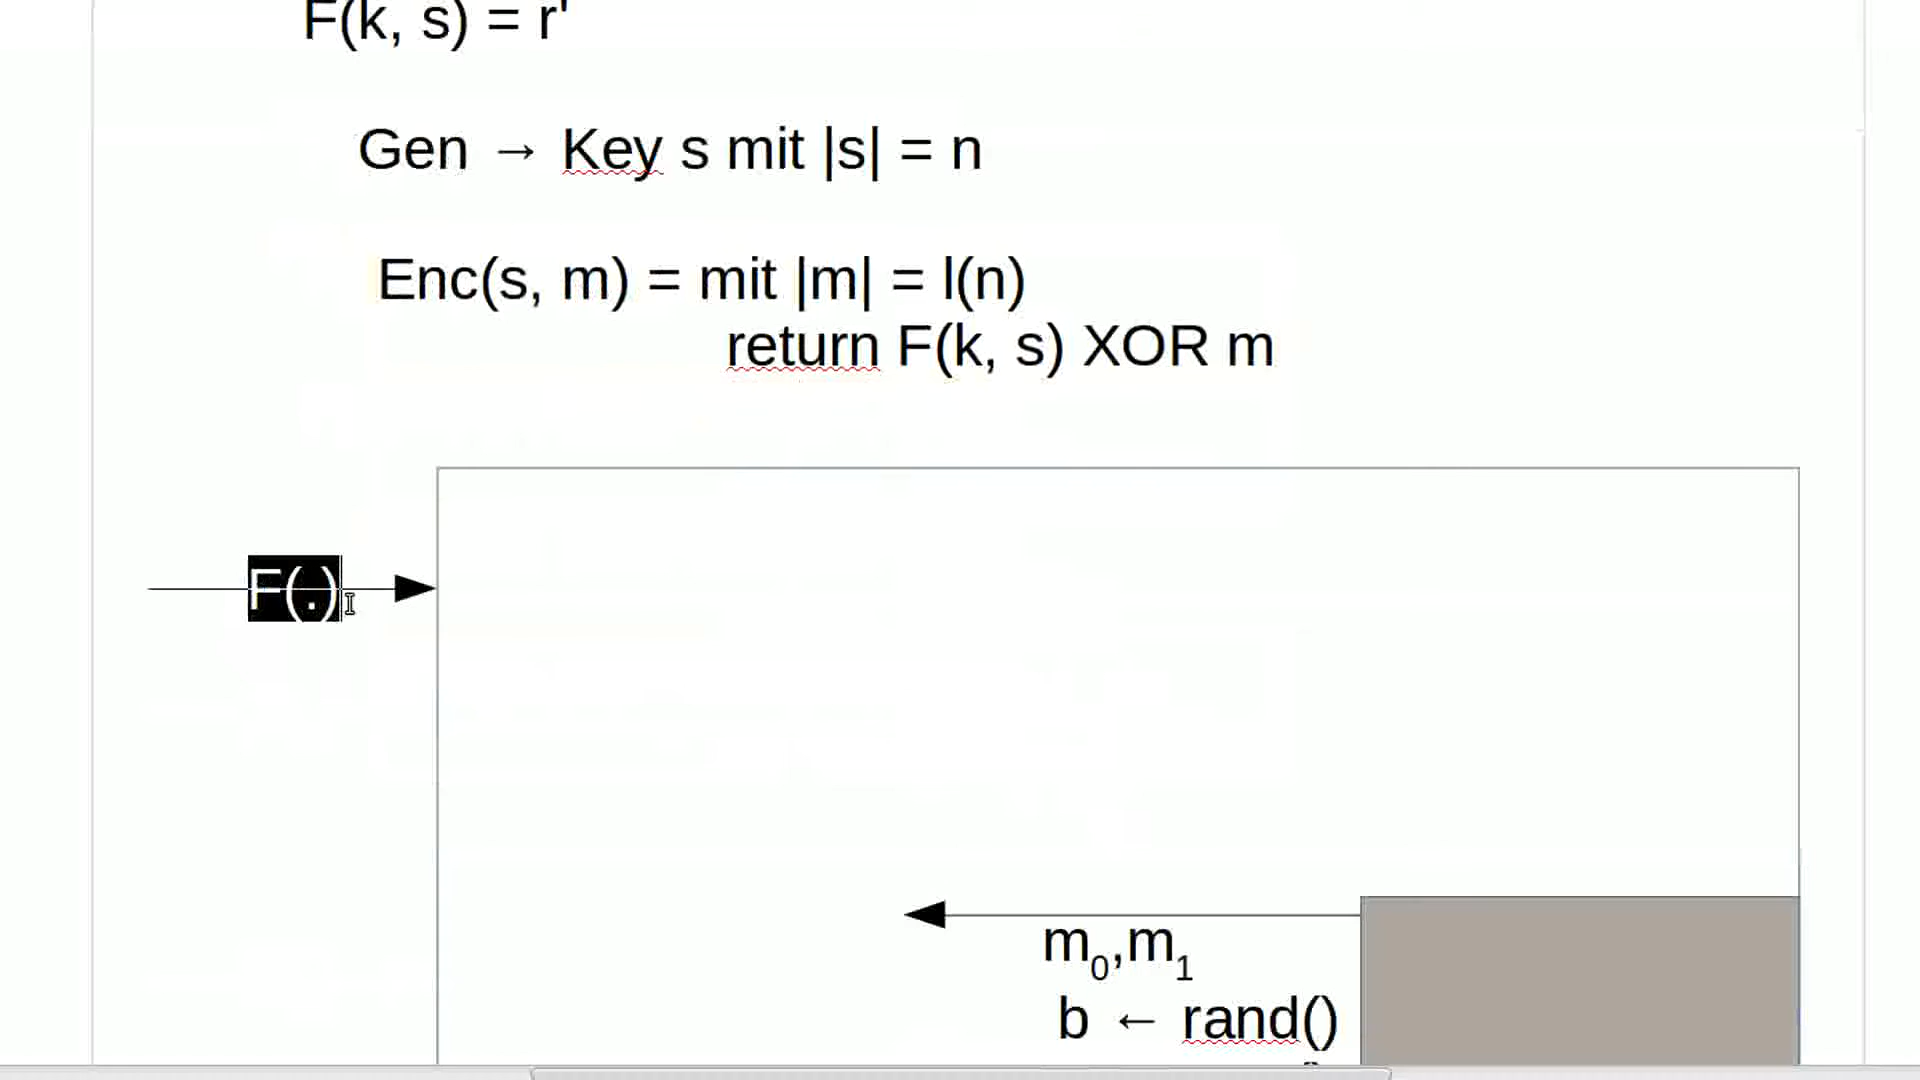 F(k, s) = r'
Gen → Key s mit |s| = n
Enc(s, m) = mit |m| = l(n)
return F(k, s) XOR m
F(.)
m₀,m₁
b ← rand()